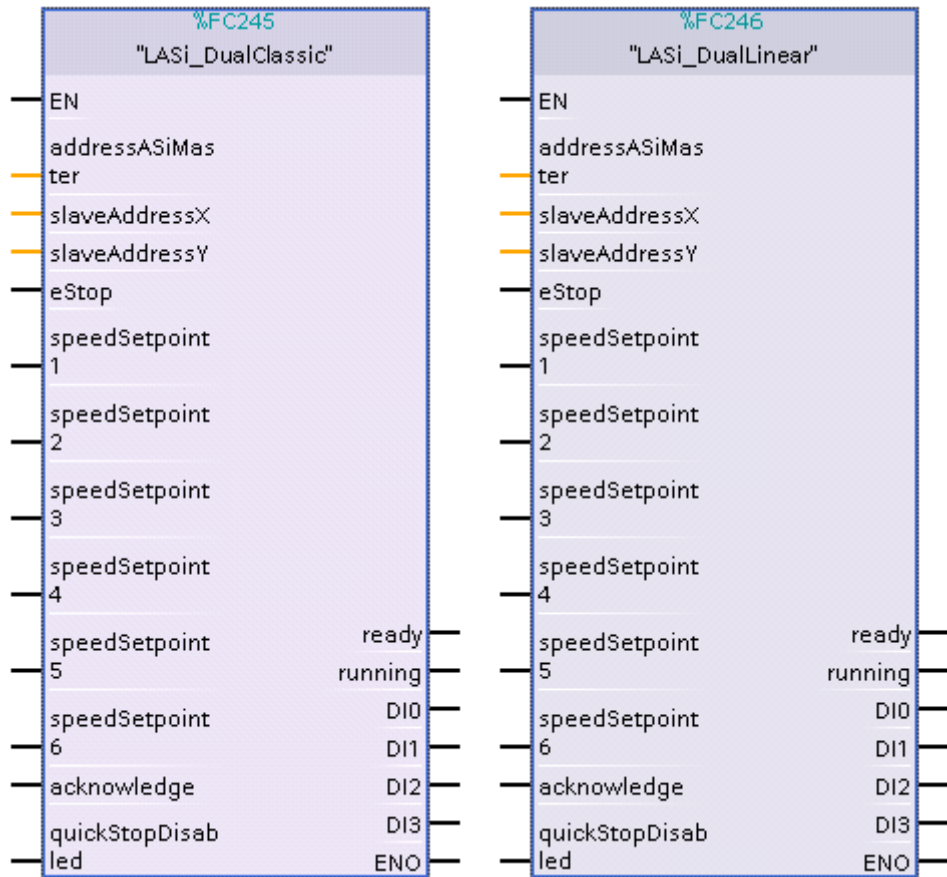 %FC245
"LASi_DualClassic"
EN
addressASiMas
ter
slaveAddressX
slaveAddressY
eStop
speedSetpoint
1
speedSetpoint
2
speedSetpoint
3
speedSetpoint
4
speedSetpoint
5
speedSetpoint
6
acknowledge
quickStopDisab
led
ready
running
DI0
DI1
DI2
DI3
ENO
%FC246
"LASi_DualLinear"
EN
addressASiMas
ter
slaveAddressX
slaveAddressY
eStop
speedSetpoint
1
speedSetpoint
2
speedSetpoint
3
speedSetpoint
4
speedSetpoint
5
speedSetpoint
6
acknowledge
quickStopDisab
led
ready
running
DI0
DI1
DI2
DI3
ENO